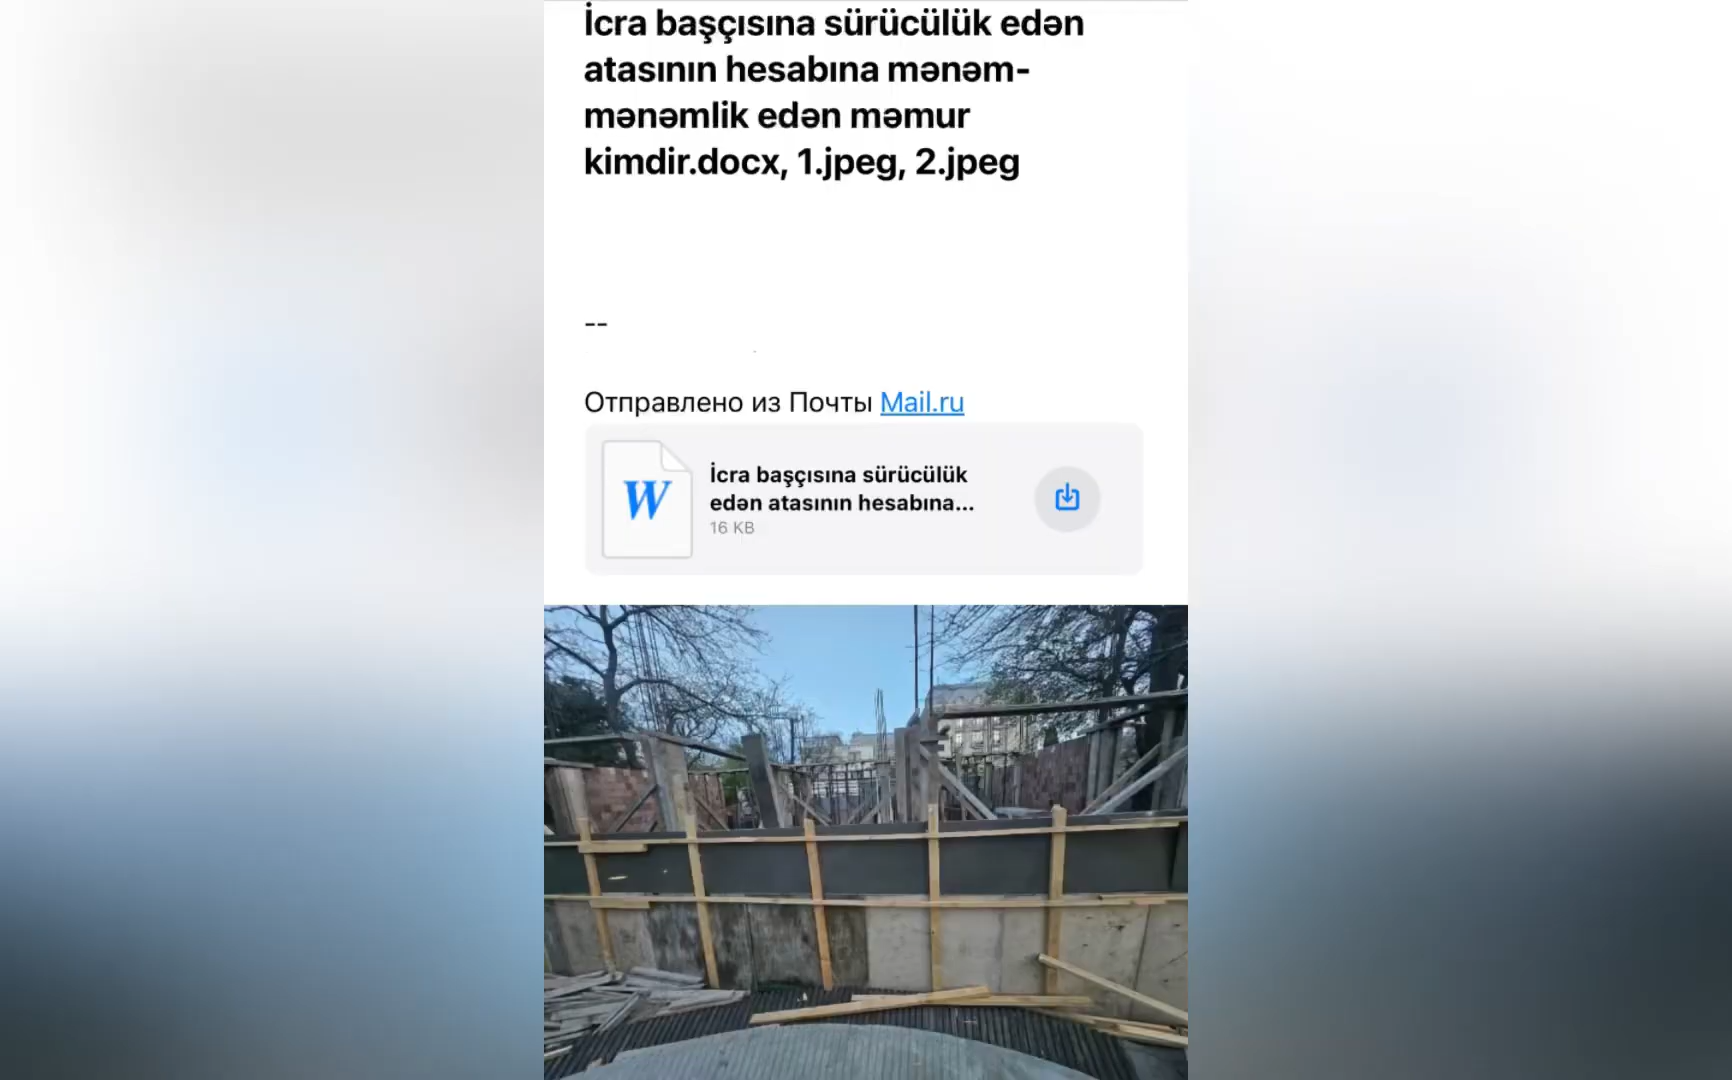 İcra başçısına sürücülük edən
atasının hesabına mənəm-
mənəmlik edən məmur
kimdir.docx, 1.jpeg, 2.jpeg
--
Отправлено из Почты Mail.ru
W
İcra başçısına sürücülük
edən atasının hesabına...
16 KB